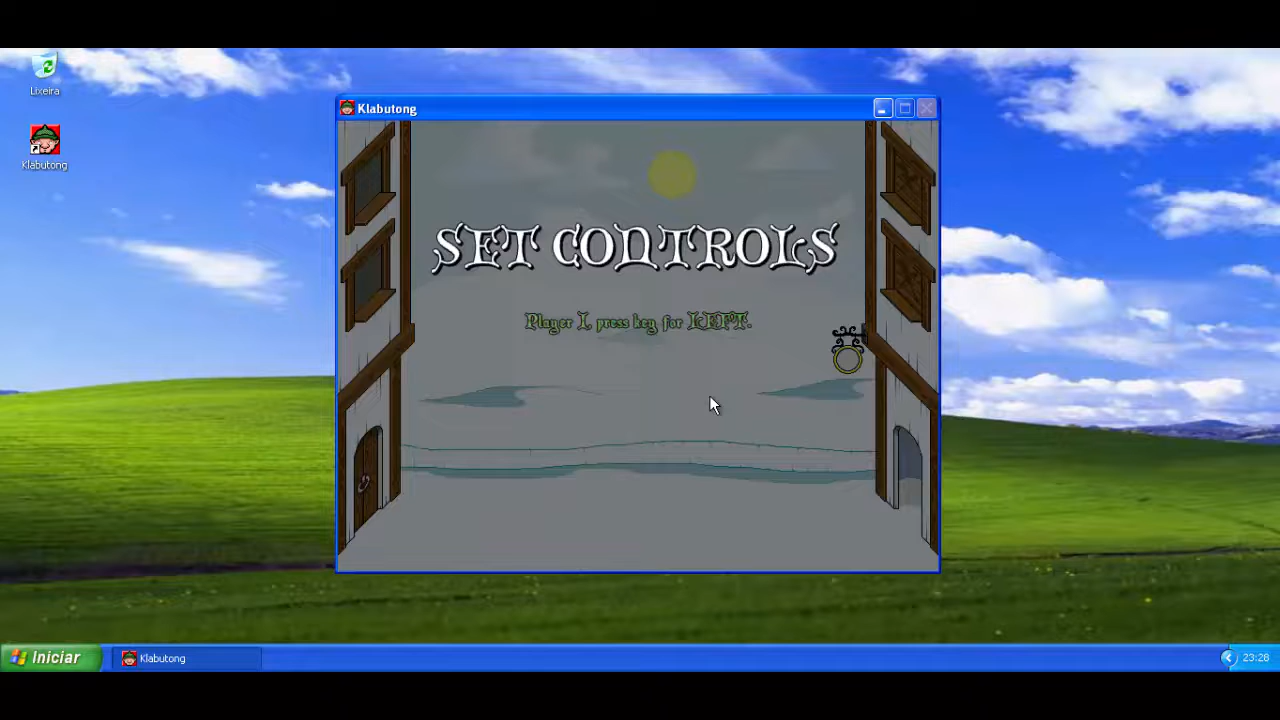 Lixeira
Klabutong
Klabutong
SET CONTROLS
Player 1, press key for LEFT.
Iniciar
Klabutong
23:28